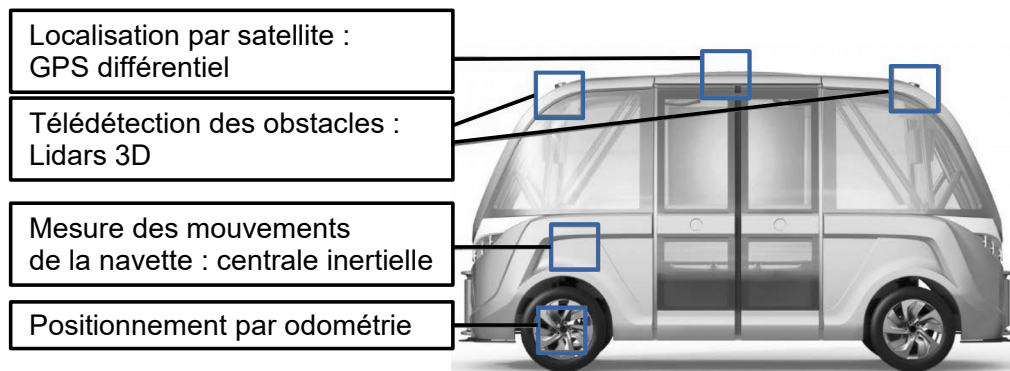 Localisation par satellite :
GPS différentiel
Télédétection des obstacles :
Lidars 3D
Mesure des mouvements
de la navette : centrale inertielle
Positionnement par odométrie